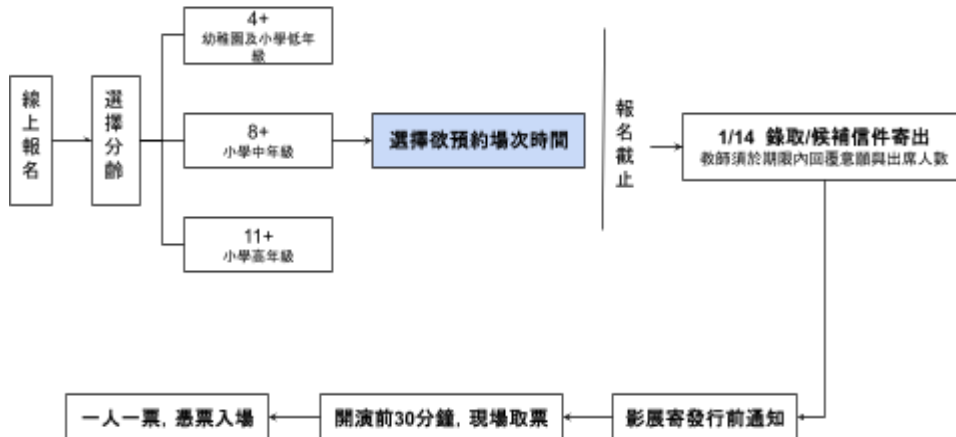 線上報名
選擇分齡
4+
幼稚園及小學低年
級
8+
小學中年級
11+
小學高年級
選擇欲預約場次時間
報名截止
1/14 錄取/候補信件寄出
教師須於期限內回覆意願與出席人數
影展寄發行前通知
開演前30分鐘, 現場取票
一人一票, 憑票入場